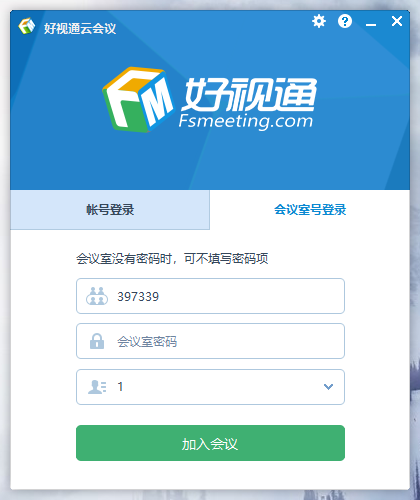 好视通云会议
FM 好视通
Fsmeeting.com
帐号登录
会议室号登录
会议室没有密码时，可不填写密码项
397339
会议室密码
1
加入会议